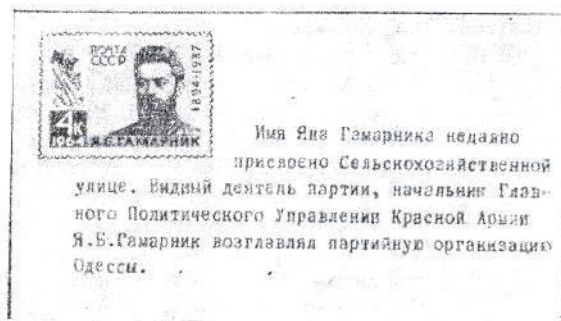 ПОЧТА
СССР
1894-1937
4к
1964 Я.Б.ГАМАРНИК
Имя Яна Гамарника недавно
присвоено Сельскохозяйственной
улице. Видный деятель партии, начальник Глав-
ного Политического Управления Красной Армии
Я.Б.Гамарник возглавлял партийную организацию
Одессы.